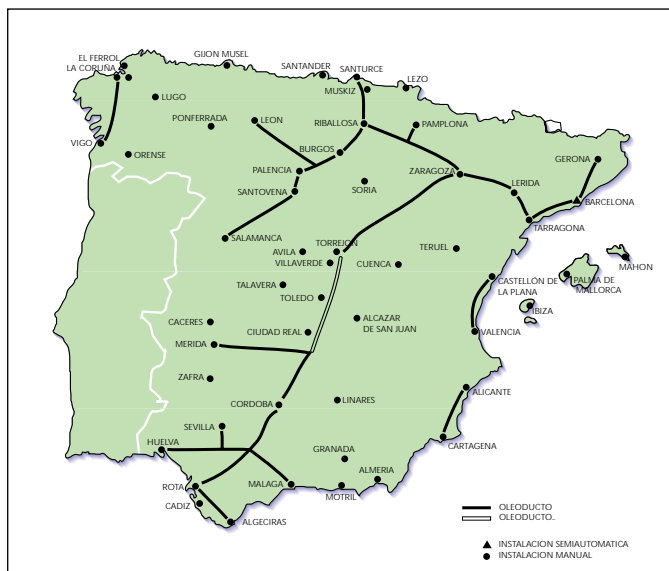 GIJON MUSEL
EL FERROL
LA CORUÑA
SANTANDER
SANTURCE
LEZO
MUSKIZ
LUGO
PONFERRADA
LEON
RIBALLOSA
PAMPLONA
VIGO
ORENSE
BURGOS
PALENCIA
ZARAGOZA
GERONA
SANTOVENA
SORIA
LERIDA
BARCELONA
TARRAGONA
SALAMANCA
TORREJON
AVILA
VILLAVERDE
TERUEL
CUENCA
MAHON
CASTELLÓN DE
LA PLANA
PALMA DE
MALLORCA
TALAVERA
TOLEDO
IBIZA
CACERES
CIUDAD REAL
ALCAZAR
DE SAN JUAN
VALENCIA
MERIDA
ZAFRA
ALICANTE
CORDOBA
LINARES
SEVILLA
HUELVA
CARTAGENA
GRANADA
ALMERIA
ROTA
MALAGA
MOTRIL
CADIZ
ALGECIRAS
OLEODUCTO
OLEODUCTO..
INSTALACION SEMIAUTOMATICA
INSTALACION MANUAL